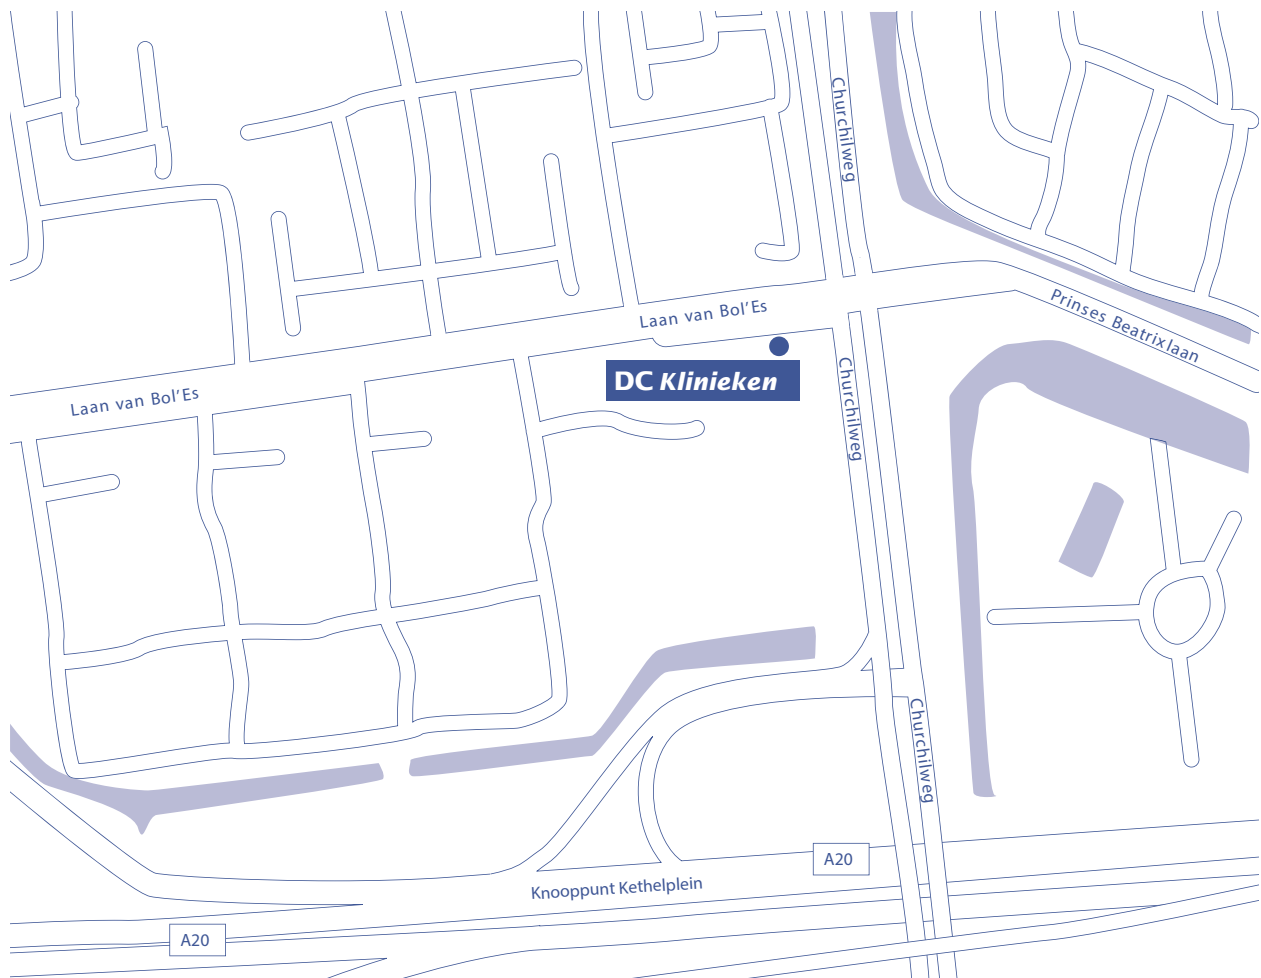 Churchilweg
Laan van Bol'Es
Prinses Beatrixlaan
DC Klinieken
Laan van Bol'Es
Churchilweg
Churchilweg
A20
Knooppunt Kethelplein
A20